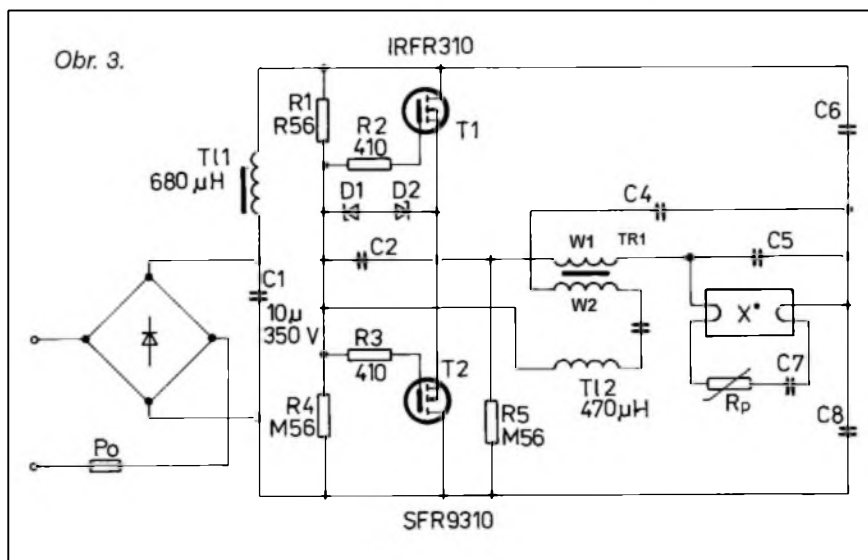 Obr. 3.
IRFR310
R1
R56
R2
410
T1
C6
Tl1
680 µH
D1
D2
C4
C2
W1
TR1
C5
W2
C1
10µ
350 V
X*
R3
410
T2
C7
Rp
R4
M56
R5
M56
Tl2
470µH
C8
Po
SFR9310